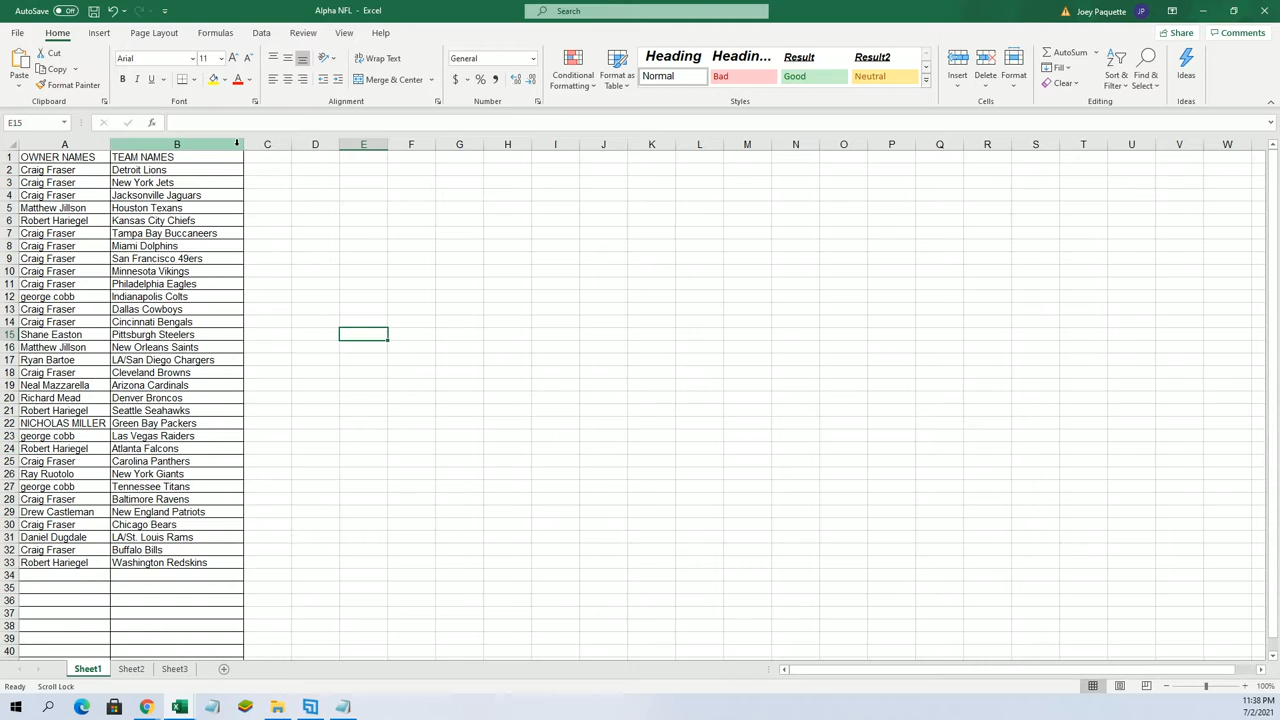 AutoSave Off Alpha NFL - Excel Search Joey Paquette JP
File Home Insert Page Layout Formulas Data Review View Help Share Comments
Paste Cut Copy Format Painter Clipboard
Arial 11 A A B I U A Font
Wrap Text Merge & Center Alignment
General $ % Number
Conditional Formatting Format as Table
Heading Headin... Result Result2
Normal Bad Good Neutral
Styles
Insert Delete Format Cells
AutoSum Fill Clear Sort & Filter Find & Select Editing
Ideas Ideas
E15 fx
A B C D E F G H I J K L M N O P Q R S T U V W
1 OWNER NAMES TEAM NAMES
2 Craig Fraser Detroit Lions
3 Craig Fraser New York Jets
4 Craig Fraser Jacksonville Jaguars
5 Matthew Jillson Houston Texans
6 Robert Hariegel Kansas City Chiefs
7 Craig Fraser Tampa Bay Buccaneers
8 Craig Fraser Miami Dolphins
9 Craig Fraser San Francisco 49ers
10 Craig Fraser Minnesota Vikings
11 Craig Fraser Philadelphia Eagles
12 george cobb Indianapolis Colts
13 Craig Fraser Dallas Cowboys
14 Craig Fraser Cincinnati Bengals
15 Shane Easton Pittsburgh Steelers
16 Matthew Jillson New Orleans Saints
17 Ryan Bartoe LA/San Diego Chargers
18 Craig Fraser Cleveland Browns
19 Neal Mazzarella Arizona Cardinals
20 Richard Mead Denver Broncos
21 Robert Hariegel Seattle Seahawks
22 NICHOLAS MILLER Green Bay Packers
23 george cobb Las Vegas Raiders
24 Robert Hariegel Atlanta Falcons
25 Craig Fraser Carolina Panthers
26 Ray Ruotolo New York Giants
27 george cobb Tennessee Titans
28 Craig Fraser Baltimore Ravens
29 Drew Castleman New England Patriots
30 Craig Fraser Chicago Bears
31 Daniel Dugdale LA/St. Louis Rams
32 Craig Fraser Buffalo Bills
33 Robert Hariegel Washington Redskins
34
35
36
37
38
39
40
Sheet1 Sheet2 Sheet3
Ready Scroll Lock 100%
11:38 PM
7/2/2021